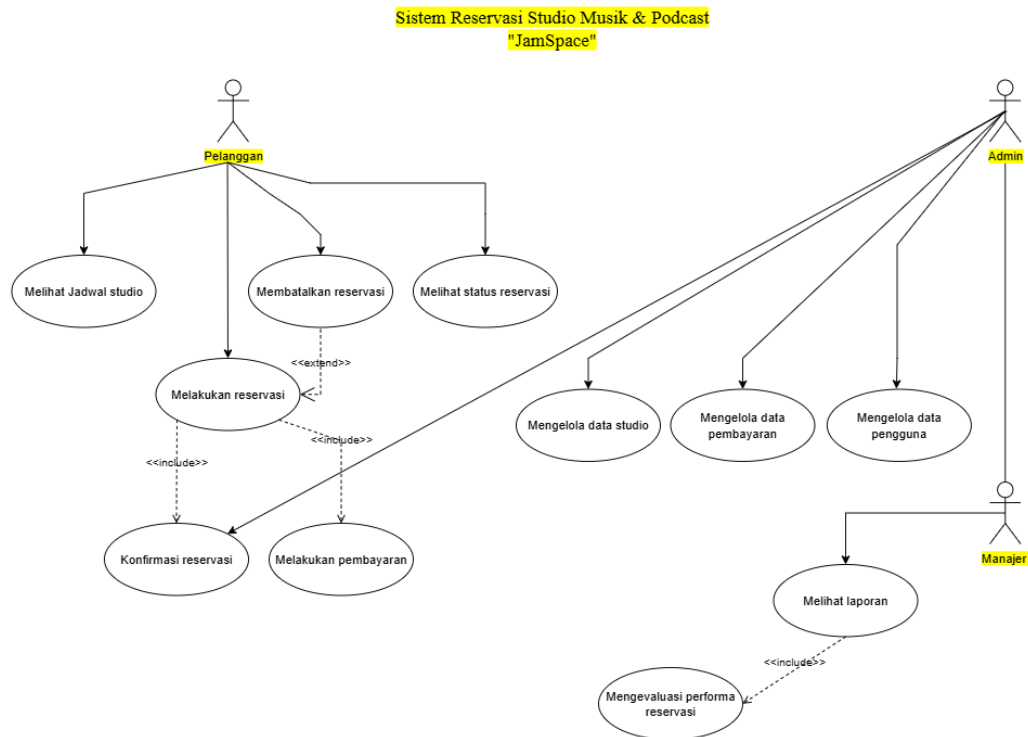 Sistem Reservasi Studio Musik & Podcast
"JamSpace"
Pelanggan
Admin
Melihat Jadwal studio
Membatalkan reservasi
Melihat status reservasi
<<extend>>
Melakukan reservasi
Mengelola data studio
Mengelola data
pembayaran
Mengelola data
pengguna
<<include>>
<<include>>
Konfirmasi reservasi
Melakukan pembayaran
Manajer
Melihat laporan
<<include>>
Mengevaluasi performa
reservasi